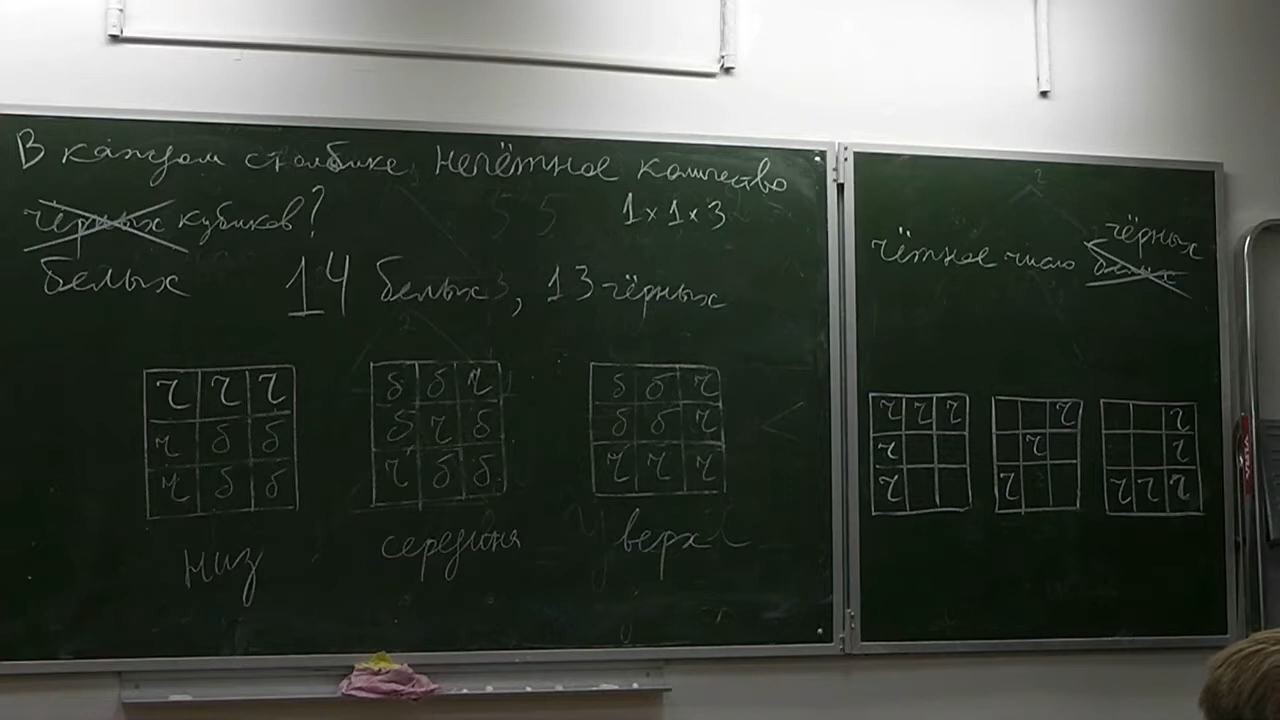 В каждом столбике нечётное количество
чёрных кубиков? 1×1×3
белых 14 белых, 13 чёрных
ч ч ч
ч б б
ч б б
низ
б б ч
б ч б
ч б б
середина
б б ч
б б ч
ч ч ч
верх
чёрных
чётное число белых
ч ч ч
ч
ч
ч
ч
ч
ч
ч
ч ч ч